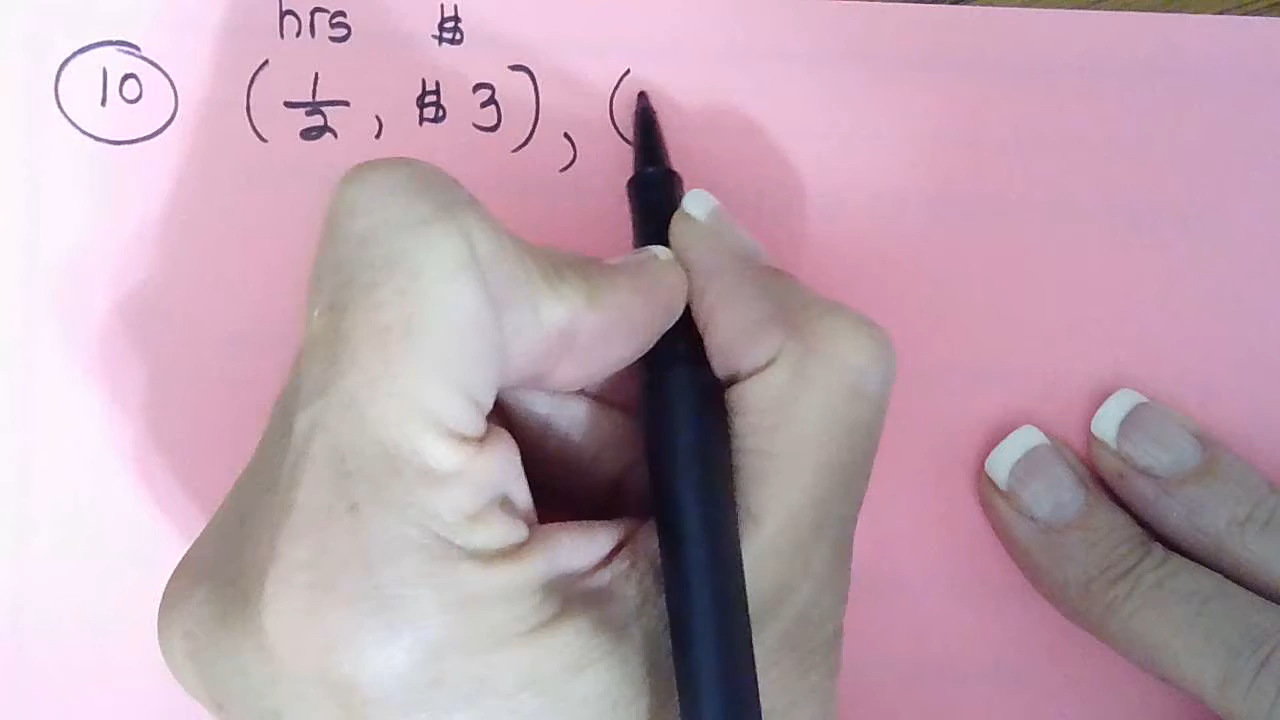 hrs $
10 (1/2, $ 3), (